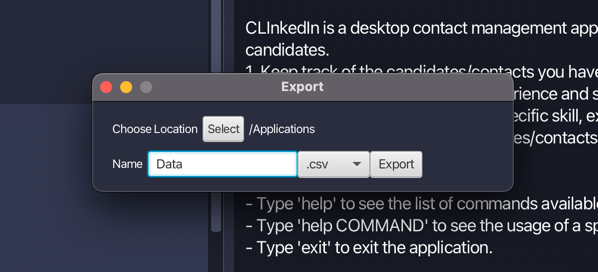 CLInkedIn is a desktop contact management app
candidates.
1. Keep track of the candidates/contacts you have
Export
rience and s
Choose Location Select /Applications
ecific skill, ex
es/contacts
Name Data .csv Export
- Type 'help' to see the list of commands available
- Type 'help COMMAND' to see the usage of a sp
- Type 'exit' to exit the application.